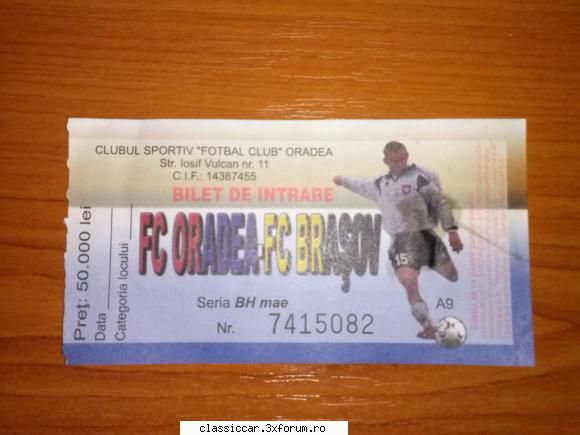 CLUBUL SPORTIV "FOTBAL CLUB" ORADEA
Str. Iosif Vulcan nr. 11
C.I.F.: 14387455
BILET DE INTRARE
FC ORADEA-FC BRAŞOV
Seria BH mae
Nr. 7415082
Preţ: 50.000 lei
Data
Categoria locului
15
A9
classiccar.3xforum.ro